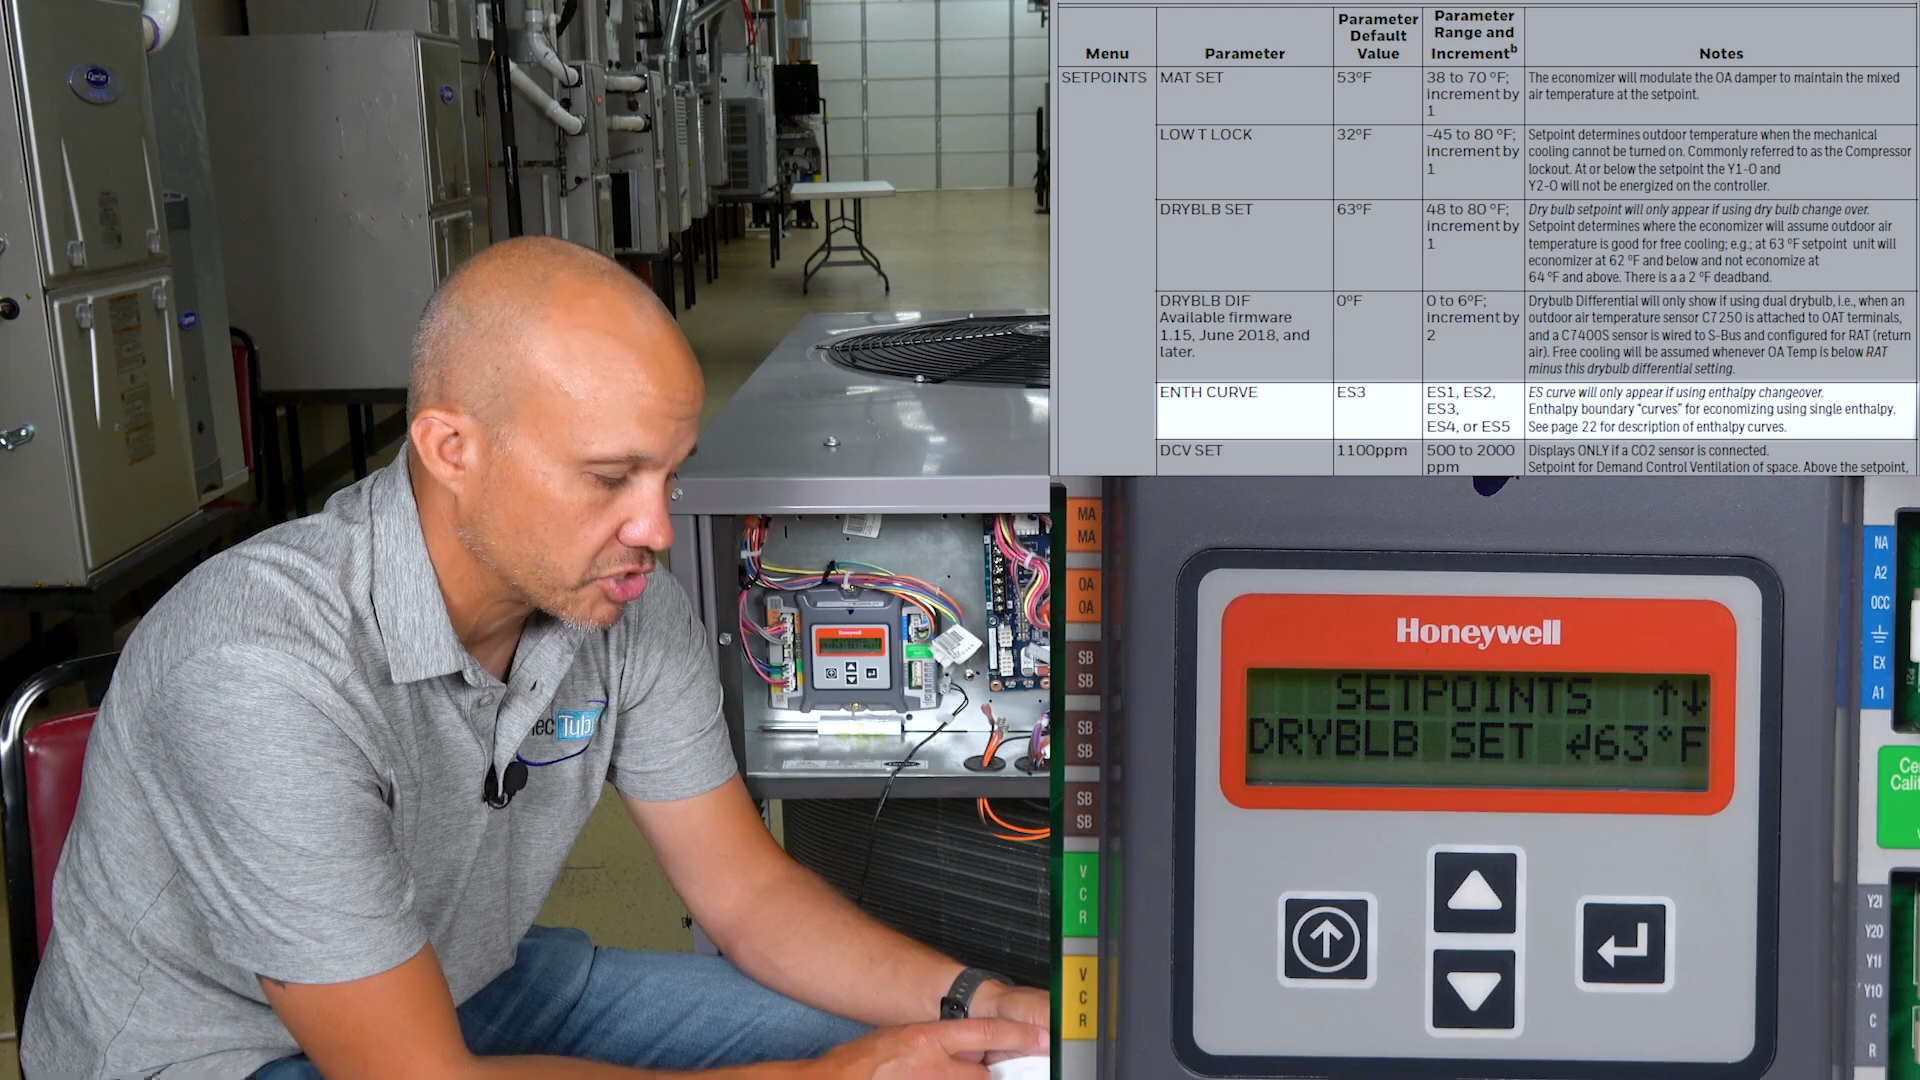 Menu
Parameter
Parameter Default Value
Parameter Range and Increment^b
Notes
SETPOINTS
MAT SET
53°F
38 to 70 °F;
increment by
1
The economizer will modulate the OA damper to maintain the mixed
air temperature at the setpoint.
LOW T LOCK
32°F
-45 to 80 °F;
increment by
1
Setpoint determines outdoor temperature when the mechanical
cooling cannot be turned on. Commonly referred to as the Compressor
lockout. At or below the setpoint the Y1-O and
Y2-O will not be energized on the controller.
DRYBLB SET
63°F
48 to 80 °F;
increment by
1
Dry bulb setpoint will only appear if using dry bulb change over.
Setpoint determines where the economizer will assume outdoor air
temperature is good for free cooling; e.g.; at 63 °F setpoint unit will
economizer at 62 °F and below and not economize at
64 °F and above. There is a a 2 °F deadband.
DRYBLB DIF
Available firmware
1.15, June 2018, and
later.
0°F
0 to 6°F;
increment by
2
Drybulb Differential will only show if using dual drybulb, i.e., when an
outdoor air temperature sensor C7250 is attached to OAT terminals,
and a C7400S sensor is wired to S-Bus and configured for RAT (return
air). Free cooling will be assumed whenever OA Temp is below RAT
minus this drybulb differential setting.
ENTH CURVE
ES3
ES1, ES2,
ES3,
ES4, or ES5
ES curve will only appear if using enthalpy changeover.
Enthalpy boundary "curves" for economizing using single enthalpy.
See page 22 for description of enthalpy curves.
DCV SET
1100ppm
500 to 2000
ppm
Displays ONLY if a CO2 sensor is connected.
Setpoint for Demand Control Ventilation of space. Above the setpoint,
Carrier
Honeywell
ec Tub
MA
MA
OA
OA
SB
SB
SB
SB
SB
SB
V
C
R
V
C
R
Honeywell
SETPOINTS ↑↓
DRYBLB SET ↲63°F
NA
A2
OCC
EX
A1
Ce
Cali
Y2I
Y2O
Y1I
Y1O
C
R